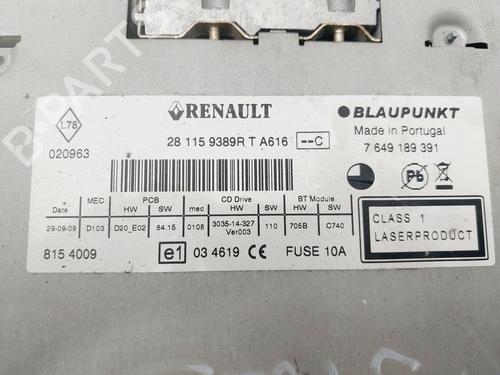 RENAULT
BLAUPUNKT
L78
Made in Portugal
28 115 9389R T A616 --C
7 649 189 391
020963
Pb
MEC PCB CD Drive BT Module
Date HW SW mec HW SW HW SW
29-09-09 D103 D20_E02 84.15 0108 3035-14-327 Ver003 110 705B C740
CLASS 1
LASERPRODUCT
815 4009 e1 03 4619 CE FUSE 10A
B-PARTS